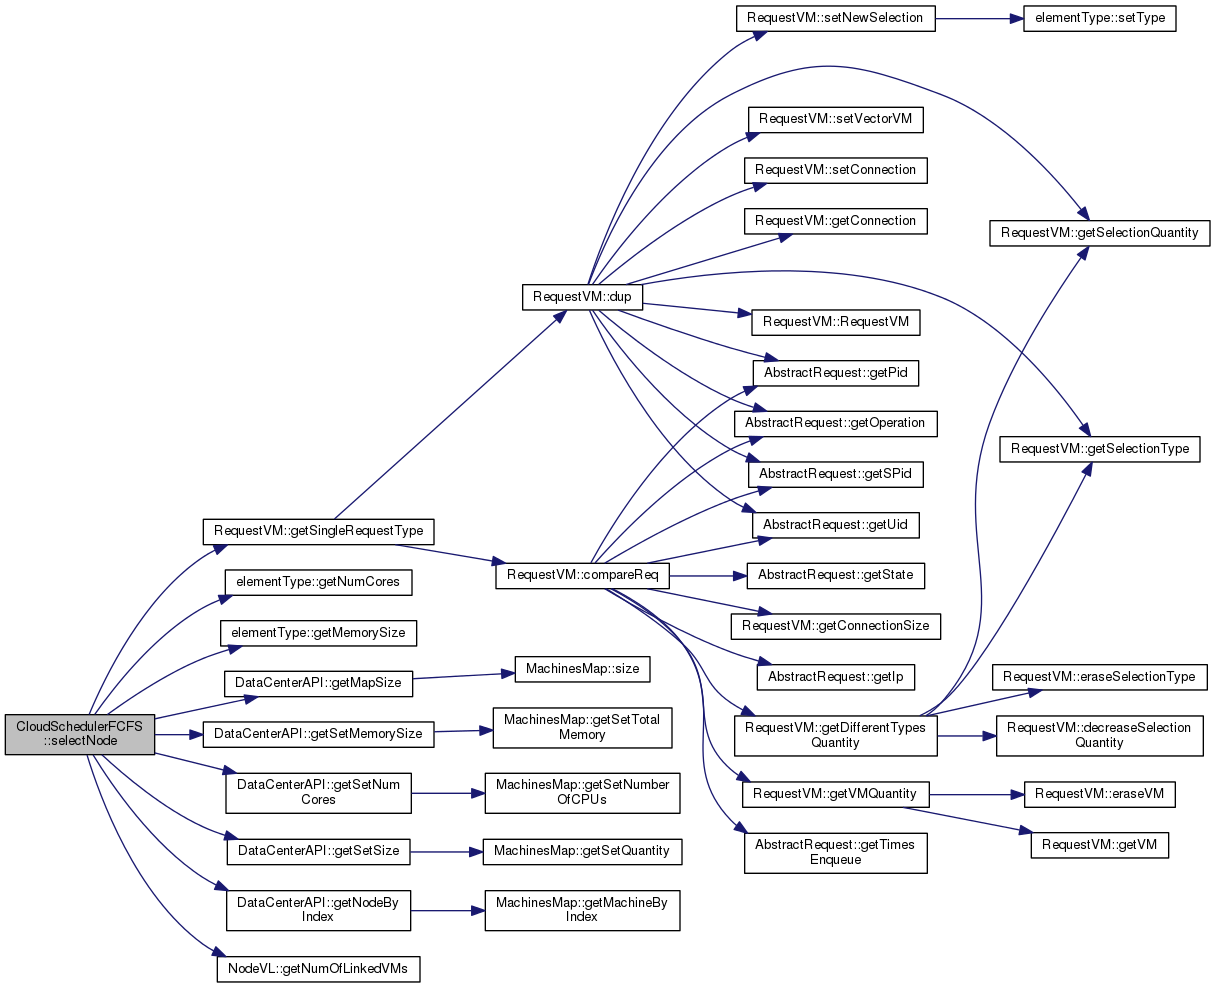 RequestVM::setNewSelection
elementType::setType
RequestVM::setVectorVM
RequestVM::setConnection
RequestVM::getConnection
RequestVM::getSelectionQuantity
RequestVM::dup
RequestVM::RequestVM
AbstractRequest::getPid
AbstractRequest::getOperation
RequestVM::getSelectionType
AbstractRequest::getSPid
AbstractRequest::getUid
RequestVM::getSingleRequestType
RequestVM::compareReq
AbstractRequest::getState
elementType::getNumCores
RequestVM::getConnectionSize
elementType::getMemorySize
AbstractRequest::getIp
DataCenterAPI::getMapSize
MachinesMap::size
RequestVM::eraseSelectionType
CloudSchedulerFCFS
::selectNode
DataCenterAPI::getSetMemorySize
MachinesMap::getSetTotal
Memory
RequestVM::getDifferentTypes
Quantity
RequestVM::decreaseSelection
Quantity
DataCenterAPI::getSetNum
Cores
MachinesMap::getSetNumber
OfCPUs
RequestVM::getVMQuantity
RequestVM::eraseVM
DataCenterAPI::getSetSize
MachinesMap::getSetQuantity
AbstractRequest::getTimes
Enqueue
RequestVM::getVM
DataCenterAPI::getNodeBy
Index
MachinesMap::getMachineBy
Index
NodeVL::getNumOfLinkedVMs